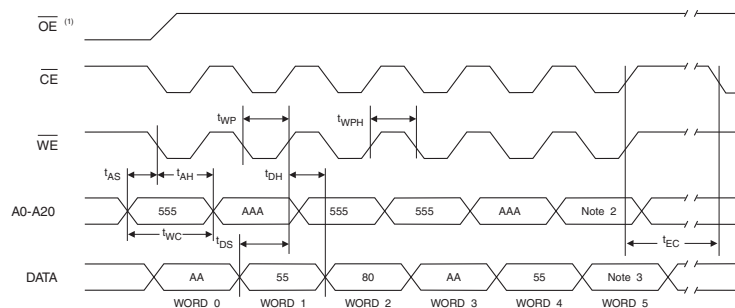 OE (1)
CE
tWP
tWPH
WE
tAS
tAH
tDH
A0-A20
555
AAA
555
555
AAA
Note 2
tWC
tDS
tEC
DATA
AA
55
80
AA
55
Note 3
WORD 0
WORD 1
WORD 2
WORD 3
WORD 4
WORD 5